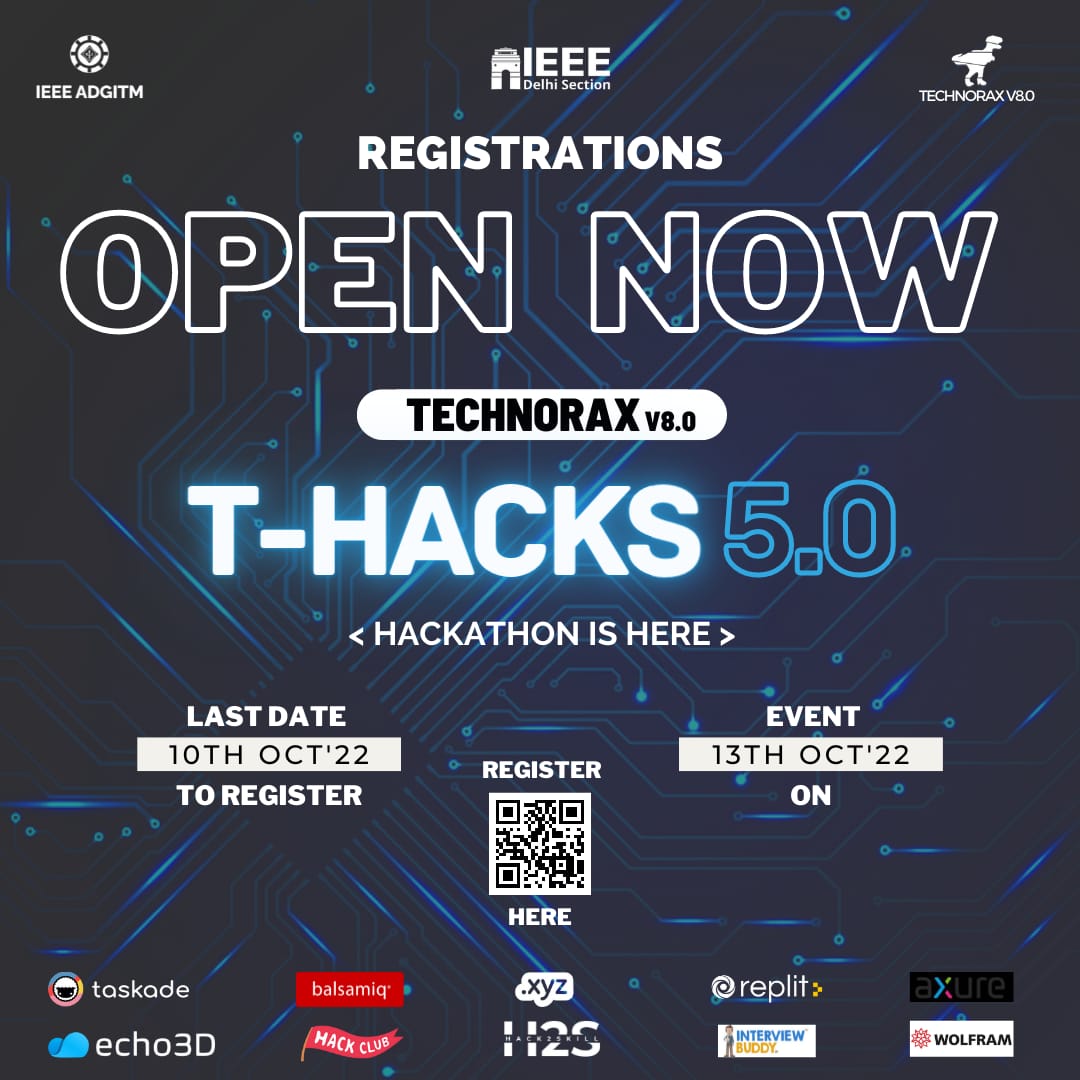 IEEE ADGITM
IEEE
Delhi Section
TECHNORAX V8.0
REGISTRATIONS
OPEN NOW
TECHNORAX V8.0
T-HACKS 5.0
< HACKATHON IS HERE >
LAST DATE
10TH OCT'22
TO REGISTER
REGISTER
HERE
EVENT
13TH OCT'22
ON
taskade
balsamiq®
.xyz
replit
axure
echo3D
HACK CLUB
H2S
HACK2SKILL
INTERVIEW
BUDDY.
WOLFRAM